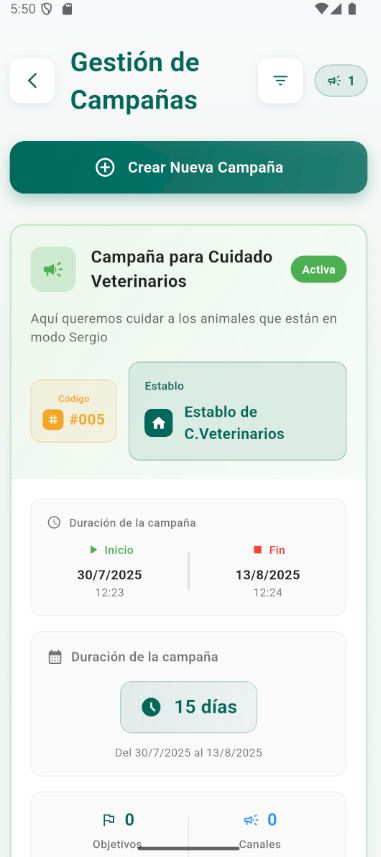 5:50
Gestión de
Campañas
1
Crear Nueva Campaña
Campaña para Cuidado
Veterinarios
Activa
Aquí queremos cuidar a los animales que están en
modo Sergio
Código
# #005
Establo
Establo de
C.Veterinarios
Duración de la campaña
Inicio
30/7/2025
12:23
Fin
13/8/2025
12:24
Duración de la campaña
15 días
Del 30/7/2025 al 13/8/2025
0
Objetivos
0
Canales